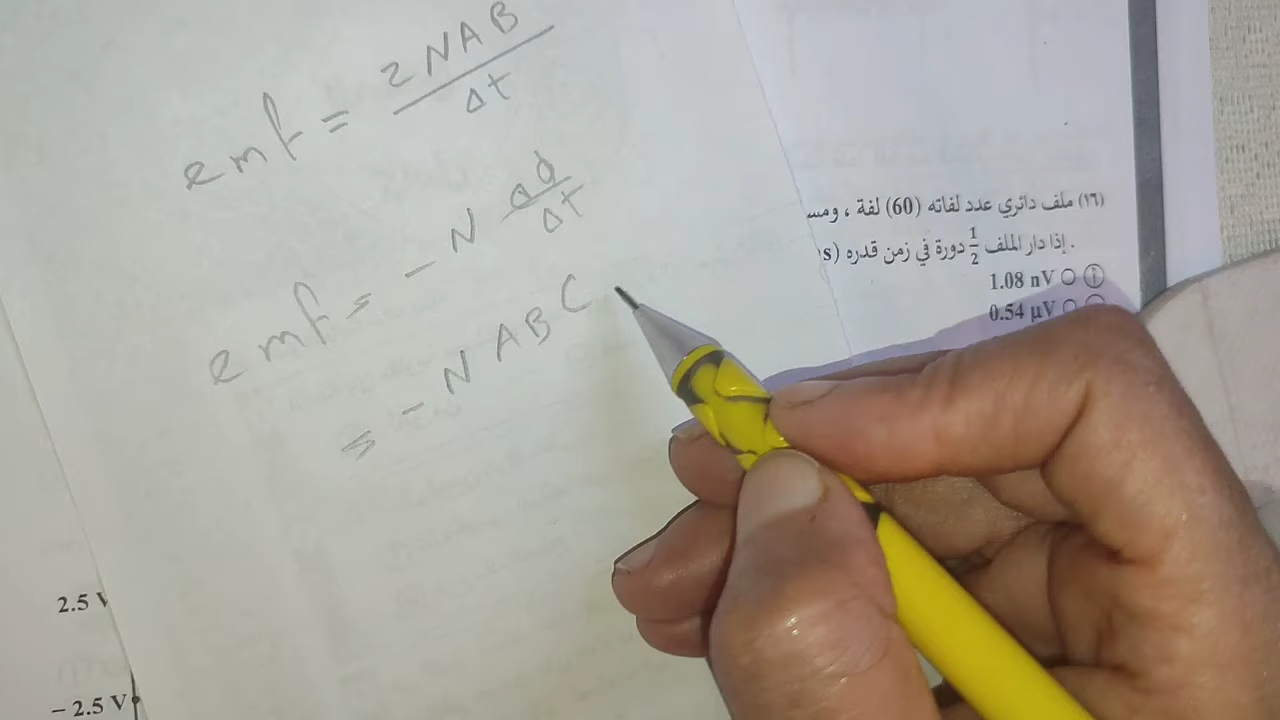 emf = 2NAB / Δt
emf = - N Δϕ / Δt
= - N A B C
(١٦) ملف دائري عدد لفاته (60) لفة ، ومس
. إذا دار الملف 1/2 دورة في زمن قدره (s
أ 1.08 nV
0.54 μV
2.5 V
– 2.5 V